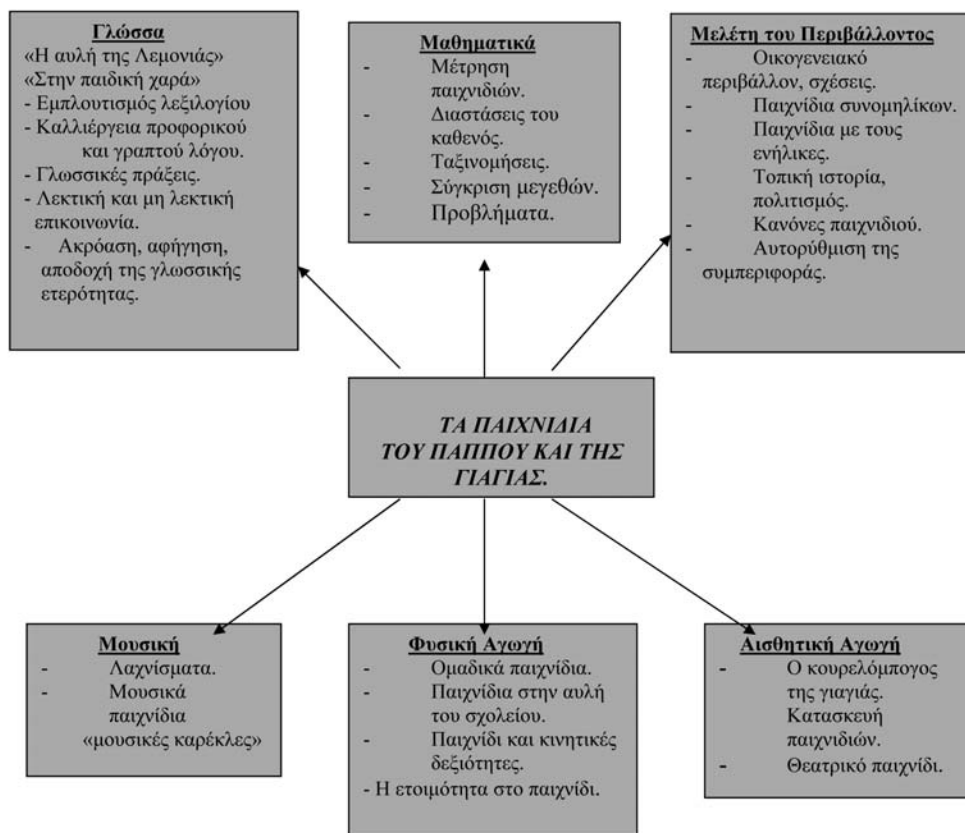 Γλώσσα
«Η αυλή της Λεμονιάς»
«Στην παιδική χαρά»
- Εμπλουτισμός λεξιλογίου
- Καλλιέργεια προφορικού
και γραπτού λόγου.
- Γλωσσικές πράξεις.
- Λεκτική και μη λεκτική
επικοινωνία.
- Ακρόαση, αφήγηση,
αποδοχή της γλωσσικής
ετερότητας.
Μαθηματικά
- Μέτρηση
παιχνιδιών.
- Διαστάσεις του
καθενός.
- Ταξινομήσεις.
- Σύγκριση μεγεθών.
- Προβλήματα.
Μελέτη του Περιβάλλοντος
- Οικογενειακό
περιβάλλον, σχέσεις.
- Παιχνίδια συνομηλίκων.
- Παιχνίδια με τους
ενήλικες.
- Τοπική ιστορία,
πολιτισμός.
- Κανόνες παιχνιδιού.
- Αυτορύθμιση της
συμπεριφοράς.
ΤΑ ΠΑΙΧΝΙΔΙΑ
ΤΟΥ ΠΑΠΠΟΥ ΚΑΙ ΤΗΣ
ΓΙΑΓΙΑΣ.
Μουσική
- Λαχνίσματα.
- Μουσικά
παιχνίδια
«μουσικές καρέκλες»
Φυσική Αγωγή
- Ομαδικά παιχνίδια.
- Παιχνίδια στην αυλή
του σχολείου.
- Παιχνίδι και κινητικές
δεξιότητες.
- Η ετοιμότητα στο παιχνίδι.
Αισθητική Αγωγή
- Ο κουρελόμπογος
της γιαγιάς.
Κατασκευή
παιχνιδιών.
- Θεατρικό παιχνίδι.